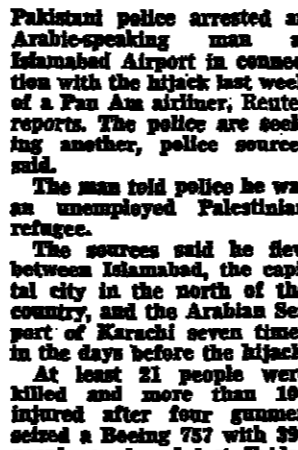 Pakistani police arrested a
Arabic-speaking man a
Islamabad Airport in connec
tion with the hijack last wee
of a Pan Am airliner, Reute
reports. The police are seek
ing another, police source
said.
The man told police he wa
an unemployed Palestinia
refugee.
The sources said he flew
between Islamabad, the capi
tal city in the north of th
country, and the Arabian Se
port of Karachi seven time
in the days before the hijack
At least 21 people wer
killed and more than 10
injured after four gunme
seized a Boeing 757 with 39